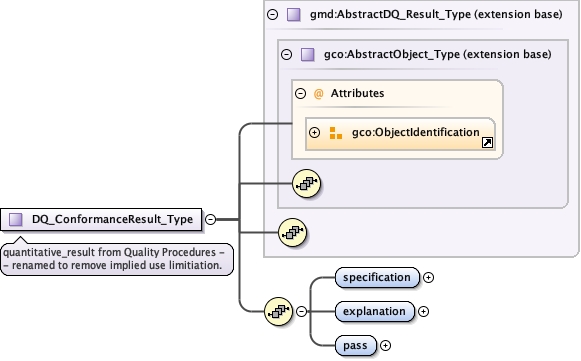 gmd:AbstractDQ_Result_Type (extension base)
gco:AbstractObject_Type (extension base)
@ Attributes
gco:ObjectIdentification
DQ_ConformanceResult_Type
quantitative_result from Quality Procedures -
- renamed to remove implied use limitiation.
specification
explanation
pass